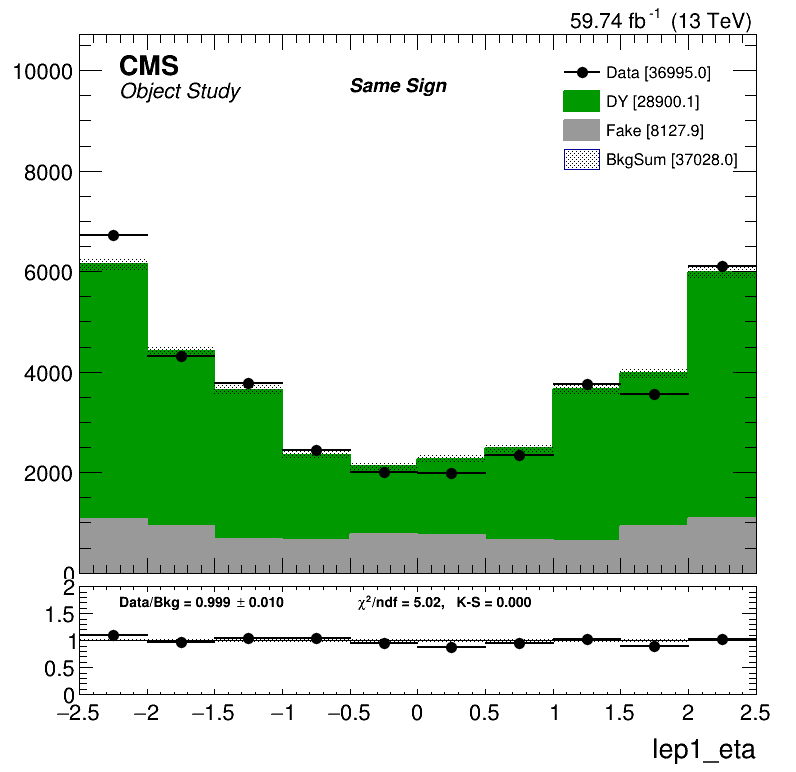 59.74 fb⁻¹ (13 TeV)
CMS
Object Study
Same Sign
Data [36995.0]
DY [28900.1]
Fake [8127.9]
BkgSum [37028.0]
10000
8000
6000
4000
2000
0
Data/Bkg = 0.999 ± 0.010
χ²/ndf = 5.02, K-S = 0.000
2
1.5
1
0.5
0
−2.5 −2 −1.5 −1 −0.5 0 0.5 1 1.5 2 2.5
lep1_eta